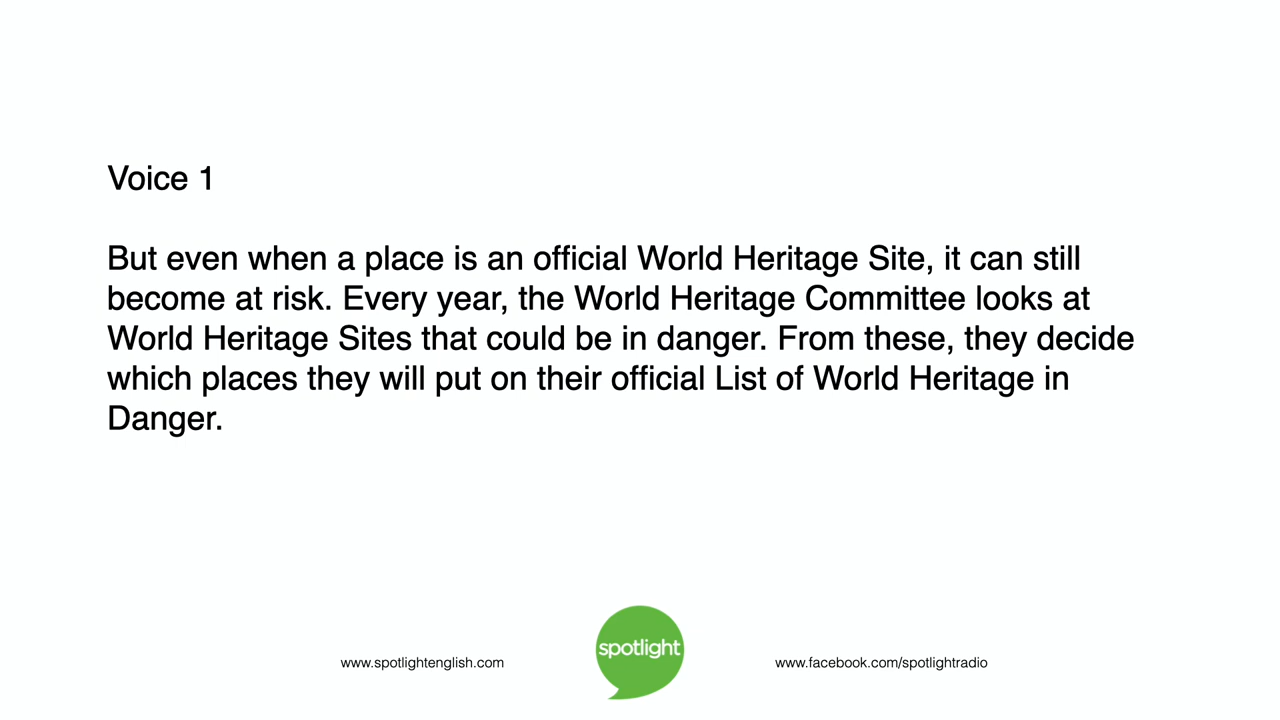 Voice 1
But even when a place is an official World Heritage Site, it can still
become at risk. Every year, the World Heritage Committee looks at
World Heritage Sites that could be in danger. From these, they decide
which places they will put on their official List of World Heritage in
Danger.
www.spotlightenglish.com
spotlight
www.facebook.com/spotlightradio